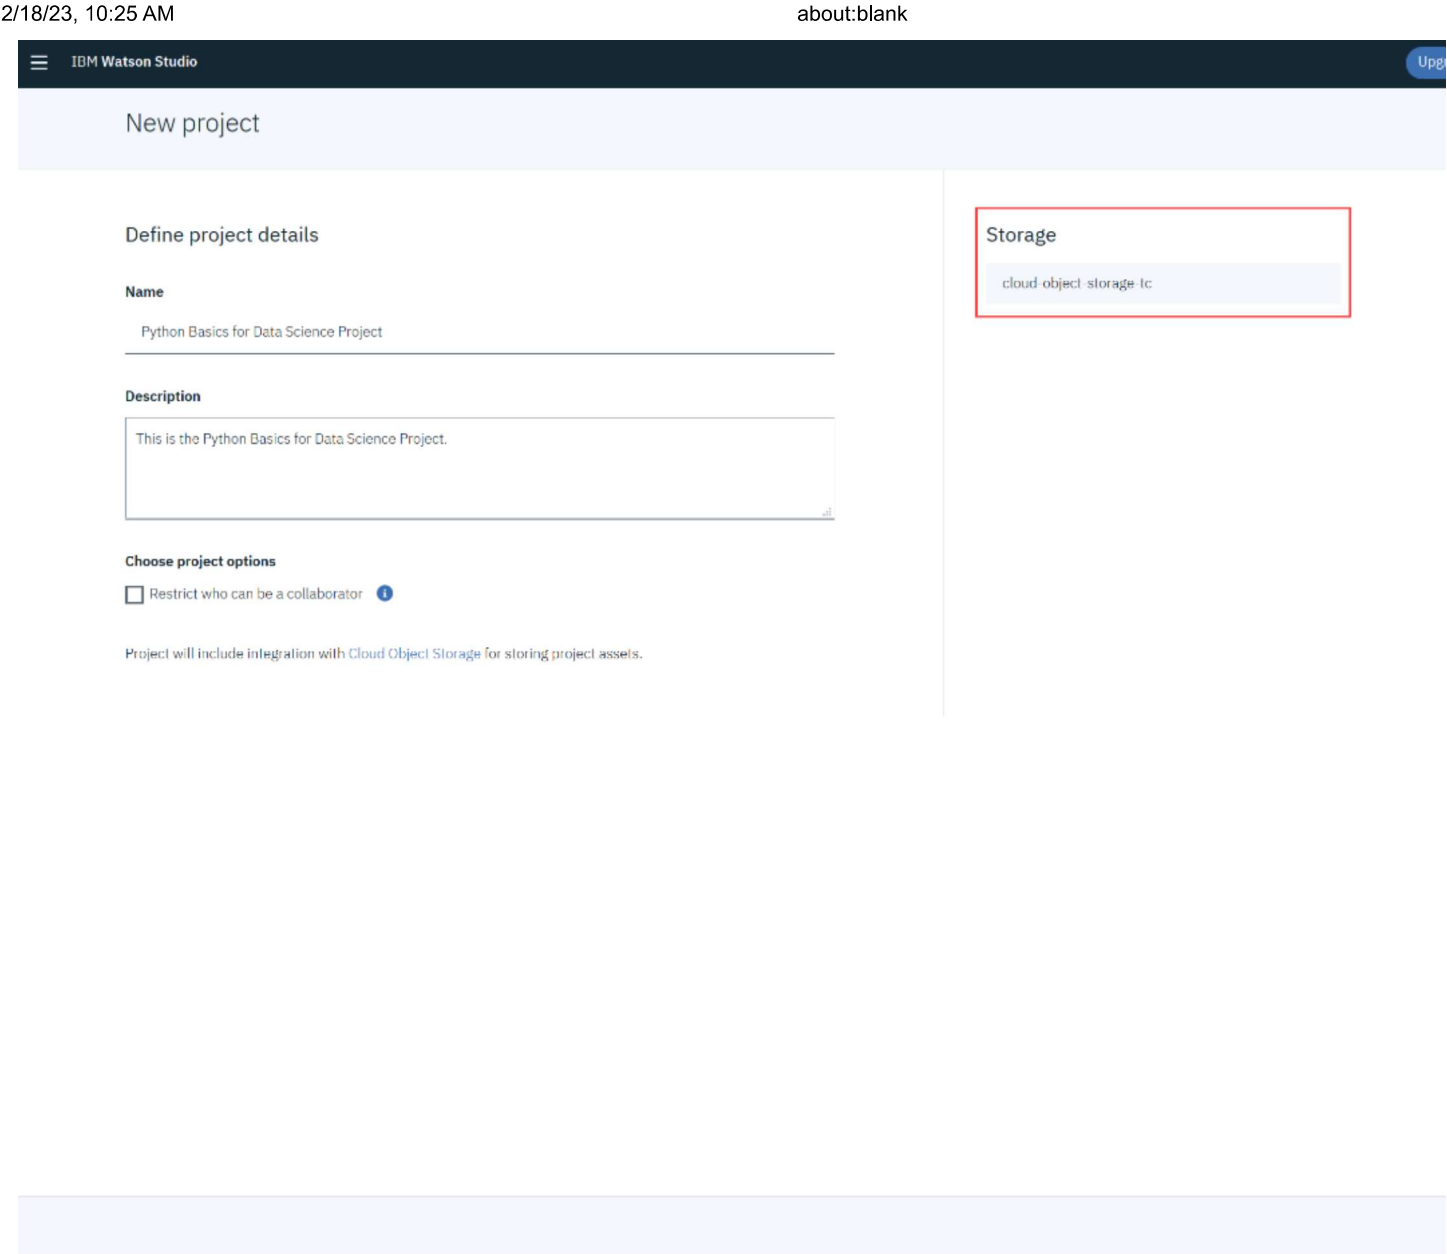 2/18/23, 10:25 AM
about:blank
IBM Watson Studio
New project
Define project details
Name
Python Basics for Data Science Project
Description
This is the Python Basics for Data Science Project.
Choose project options
Restrict who can be a collaborator
Project will include integration with Cloud Object Storage for storing project assets.
Storage
cloud-object-storage-tc